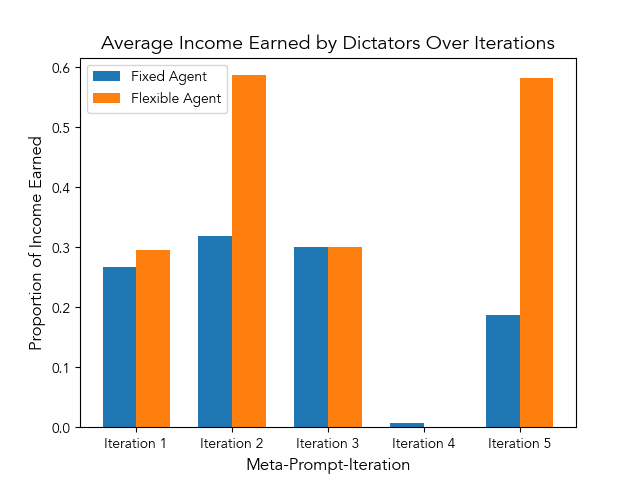 Average Income Earned by Dictators Over Iterations
Fixed Agent
Flexible Agent
Proportion of Income Earned
0.6
0.5
0.4
0.3
0.2
0.1
0.0
Iteration 1
Iteration 2
Iteration 3
Iteration 4
Iteration 5
Meta-Prompt-Iteration